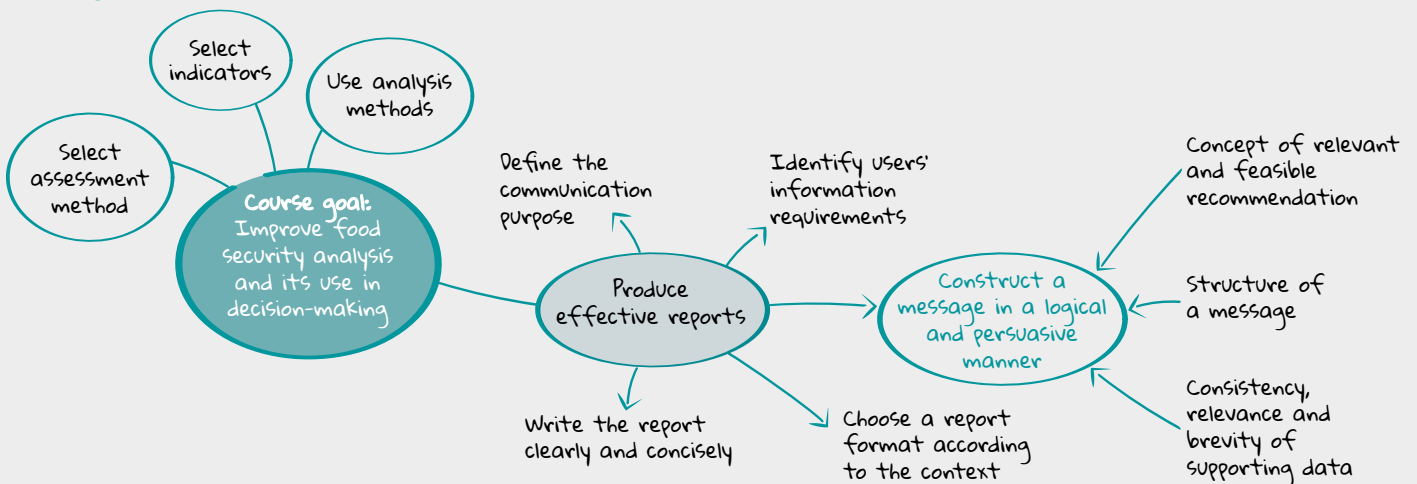 Select
indicators
Use analysis
methods
Select
assessment
method
Course goal:
Improve food
security analysis
and its use in
decision-making
Define the
communication
purpose
Identify users'
information
requirements
Produce
effective reports
Write the report
clearly and concisely
Choose a report
format according
to the context
Construct a
message in a logical
and persuasive
manner
Concept of relevant
and feasible
recommendation
Structure of
a message
Consistency,
relevance and
brevity of
supporting data